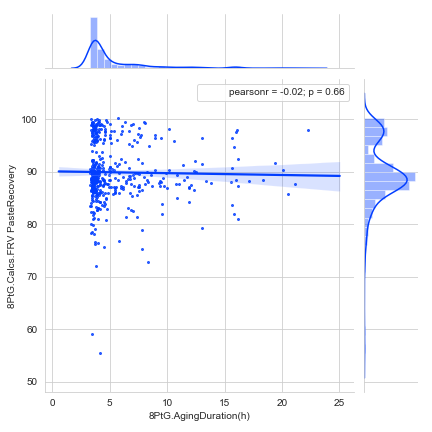 pearsonr = -0.02; p = 0.66
100
90
80
70
60
50
8PtG.Calcs.FRV PasteRecovery
0 5 10 15 20 25
8PtG.AgingDuration(h)